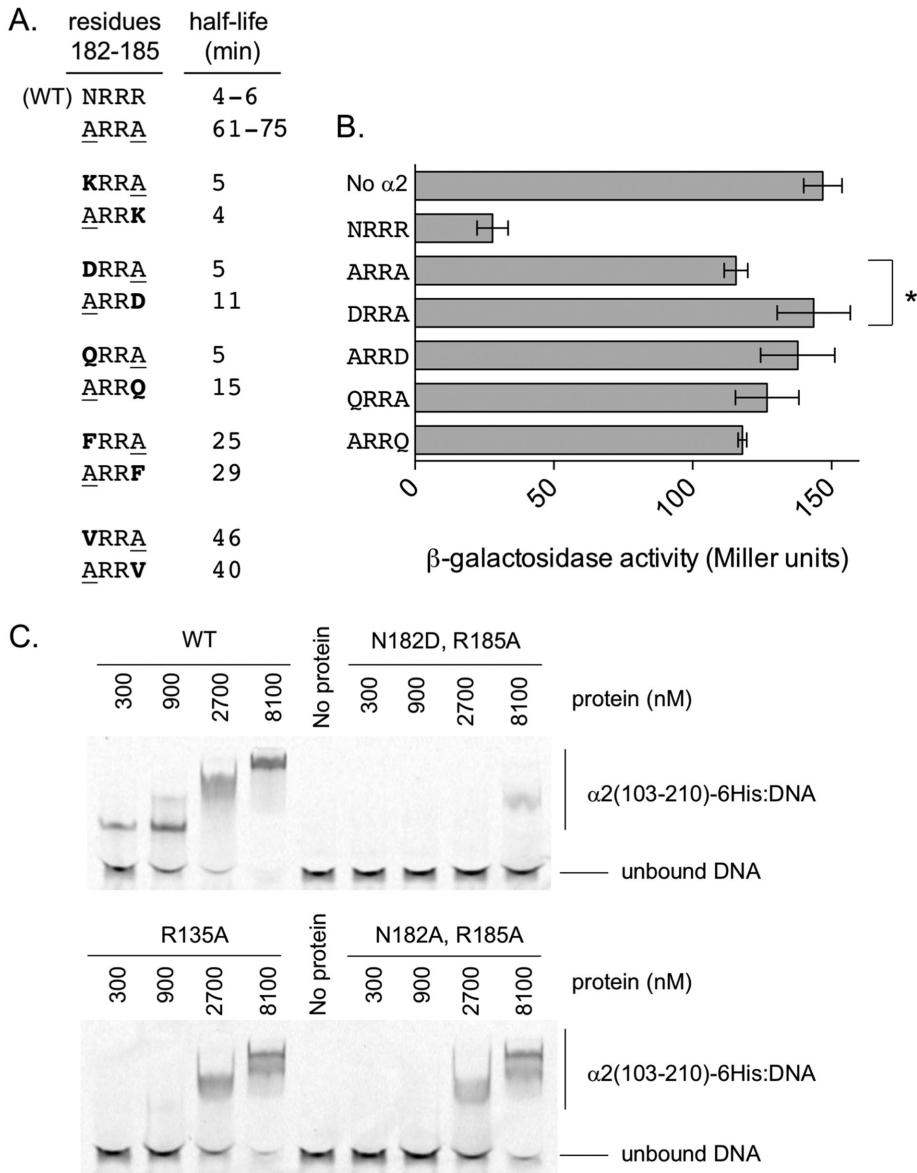 A.
residues 182-185 half-life (min)
(WT) NRRR 4-6
ARRA 61-75
KRRA 5
ARRK 4
DRRA 5
ARRD 11
QRRA 5
ARRQ 15
FRRA 25
ARRF 29
VRRA 46
ARRV 40
B.
No α2
NRRR
ARRA
DRRA
*
ARRD
QRRA
ARRQ
0 50 100 150
β-galactosidase activity (Miller units)
C.
WT No protein N182D, R185A
300 900 2700 8100 300 900 2700 8100 protein (nM)
α2(103-210)-6His:DNA
unbound DNA
R135A No protein N182A, R185A
300 900 2700 8100 300 900 2700 8100 protein (nM)
α2(103-210)-6His:DNA
unbound DNA